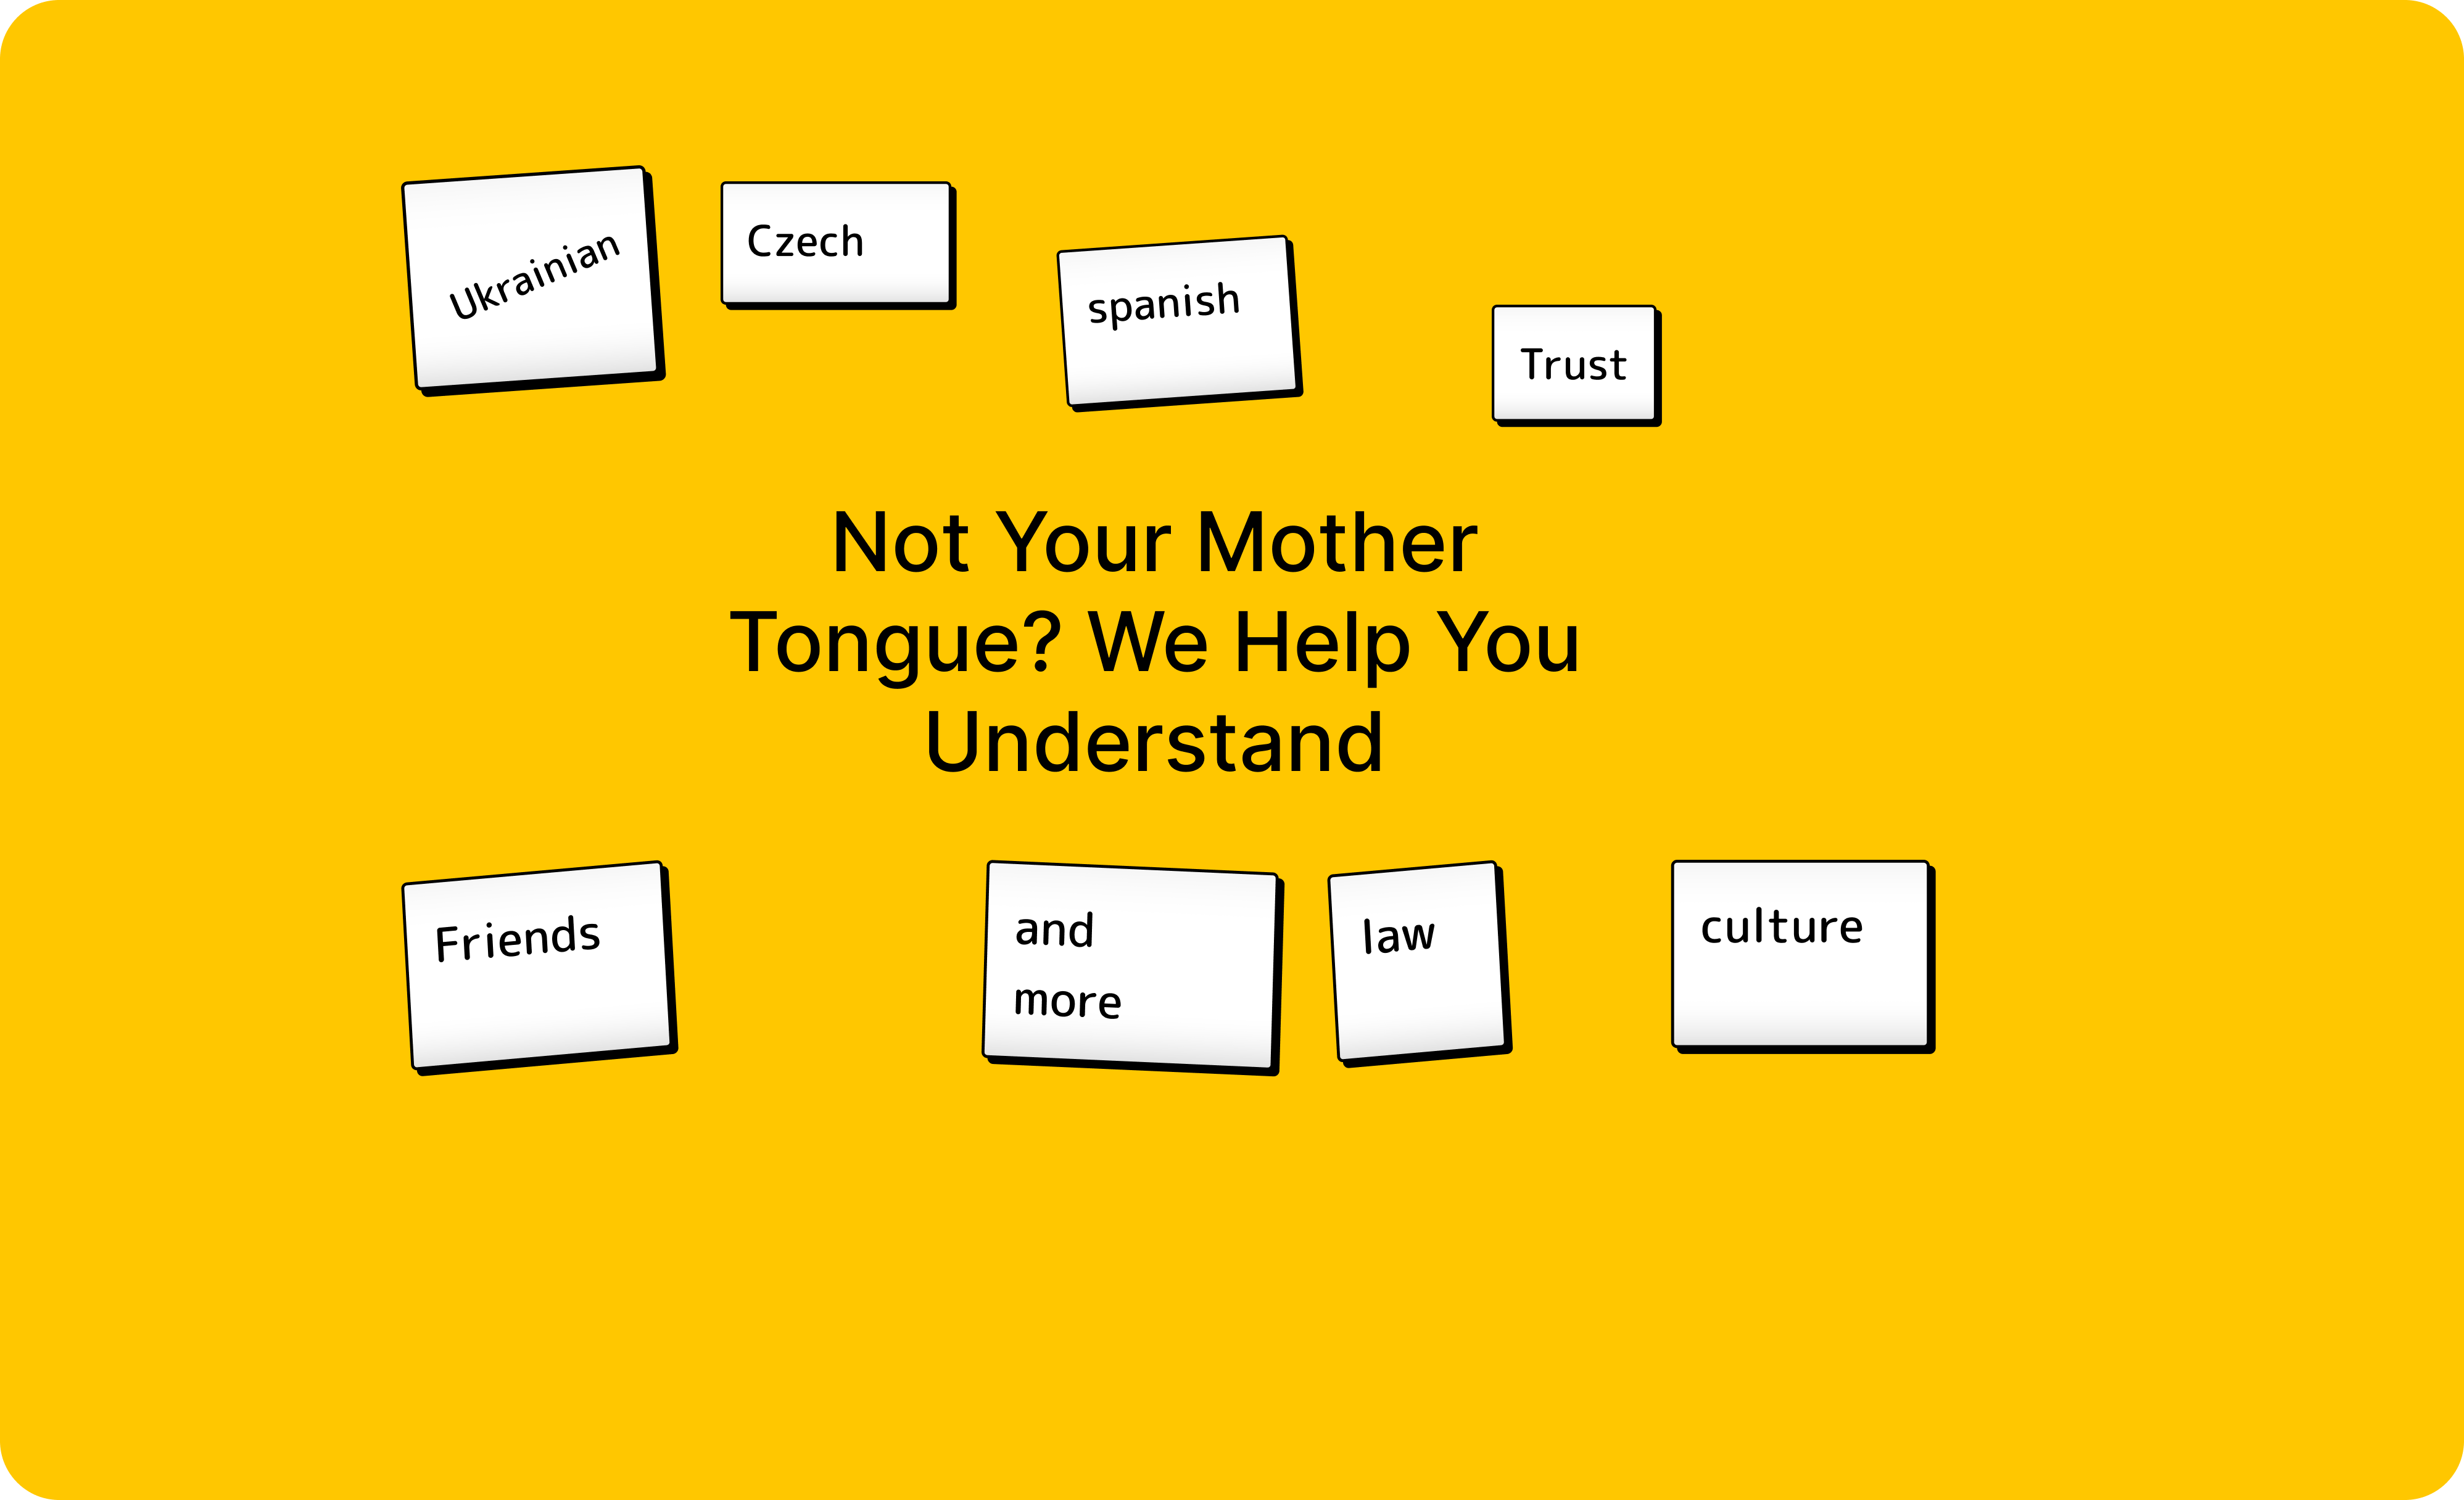 Ukrainian
Czech
spanish
Trust
Not Your Mother
Tongue? We Help You
Understand
Friends
and
more
law
culture